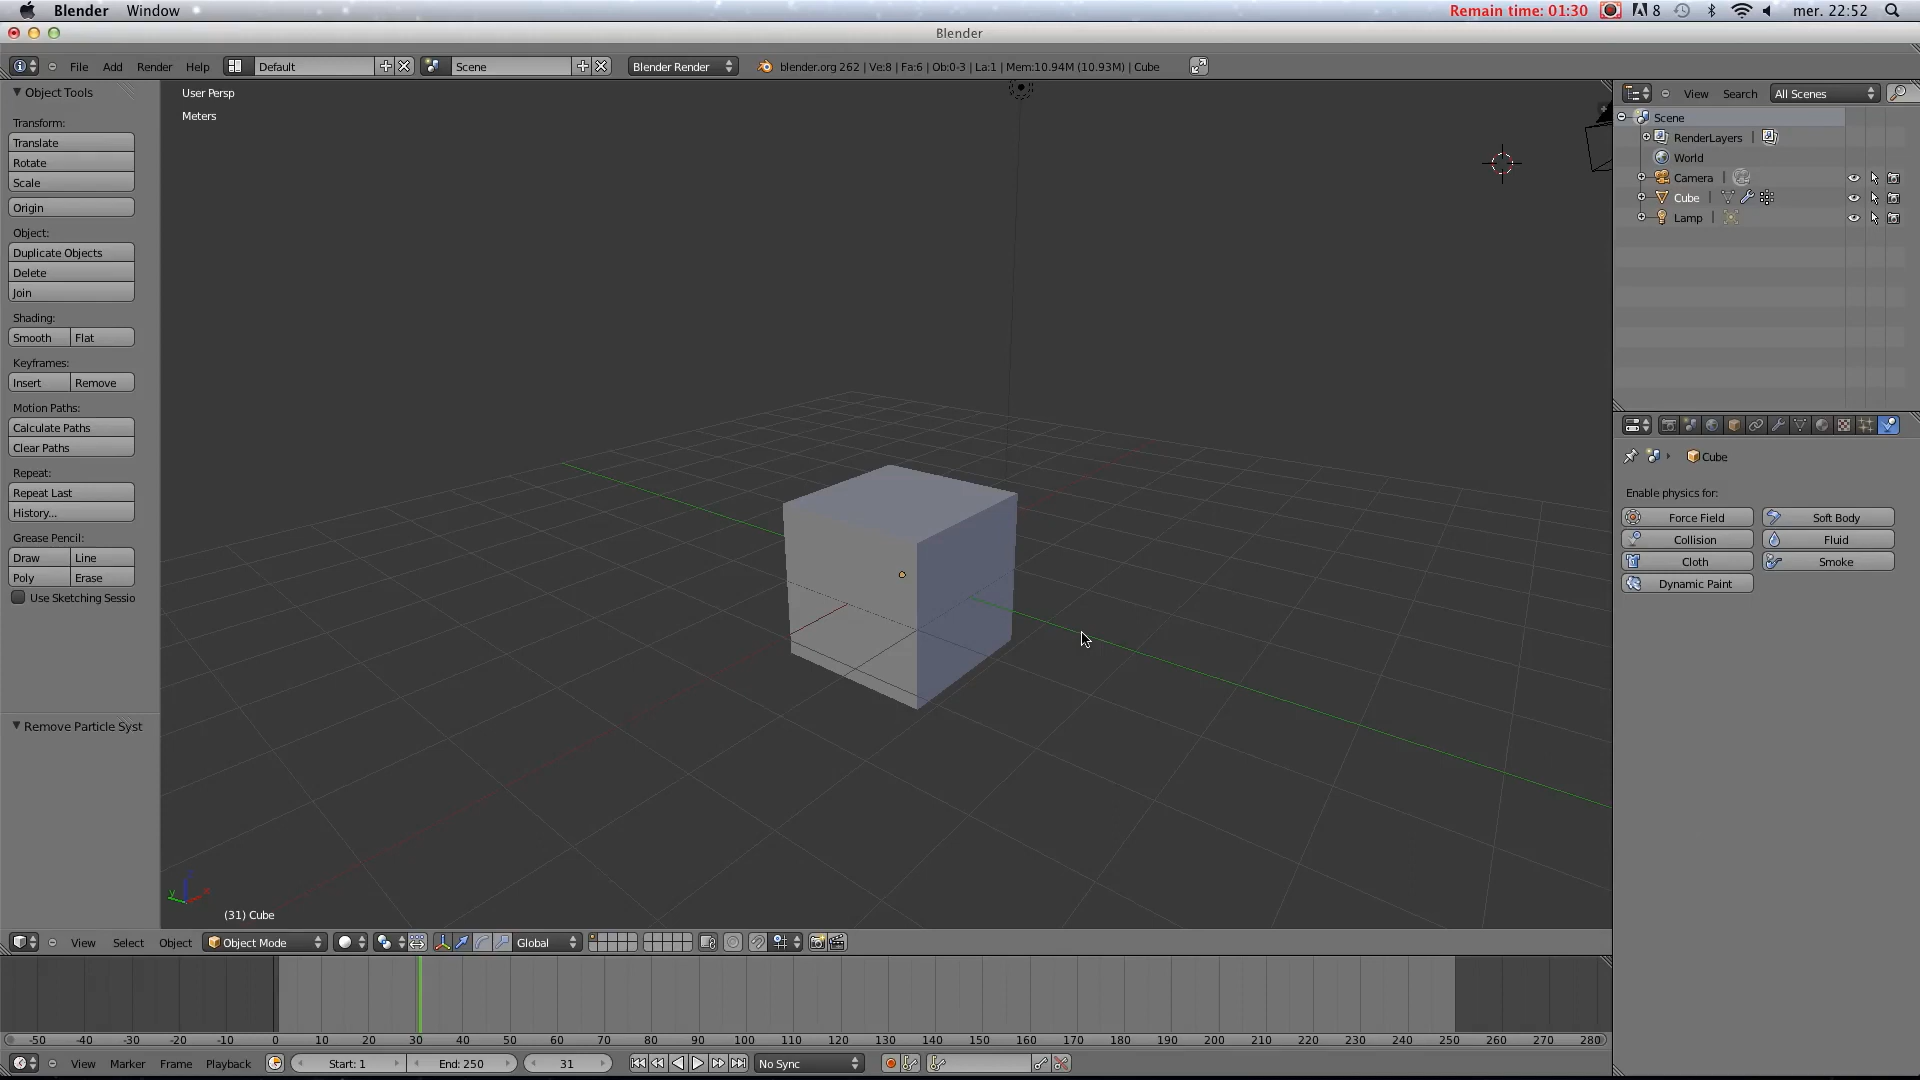 Blender Window Remain time: 01:30 8 mer. 22:52
Blender
File Add Render Help Default Scene Blender Render blender.org 262 | Ve:8 | Fa:6 | Ob:0-3 | La:1 | Mem:10.94M (10.93M) | Cube
Object Tools
User Persp
Meters
Transform:
Translate
Rotate
Scale
Origin
Object:
Duplicate Objects
Delete
Join
Shading:
Smooth Flat
Keyframes:
Insert Remove
Motion Paths:
Calculate Paths
Clear Paths
Repeat:
Repeat Last
History...
Grease Pencil:
Draw Line
Poly Erase
Use Sketching Sessio
Remove Particle Syst
(31) Cube
View Search All Scenes
Scene
RenderLayers |
World
Camera |
Cube |
Lamp |
Cube
Enable physics for:
Force Field Soft Body
Collision Fluid
Cloth Smoke
Dynamic Paint
View Select Object Object Mode Global
-50 -40 -30 -20 -10 0 10 20 30 40 50 60 70 80 90 100 110 120 130 140 150 160 170 180 190 200 210 220 230 240 250 260 270 280
View Marker Frame Playback Start: 1 End: 250 31 No Sync